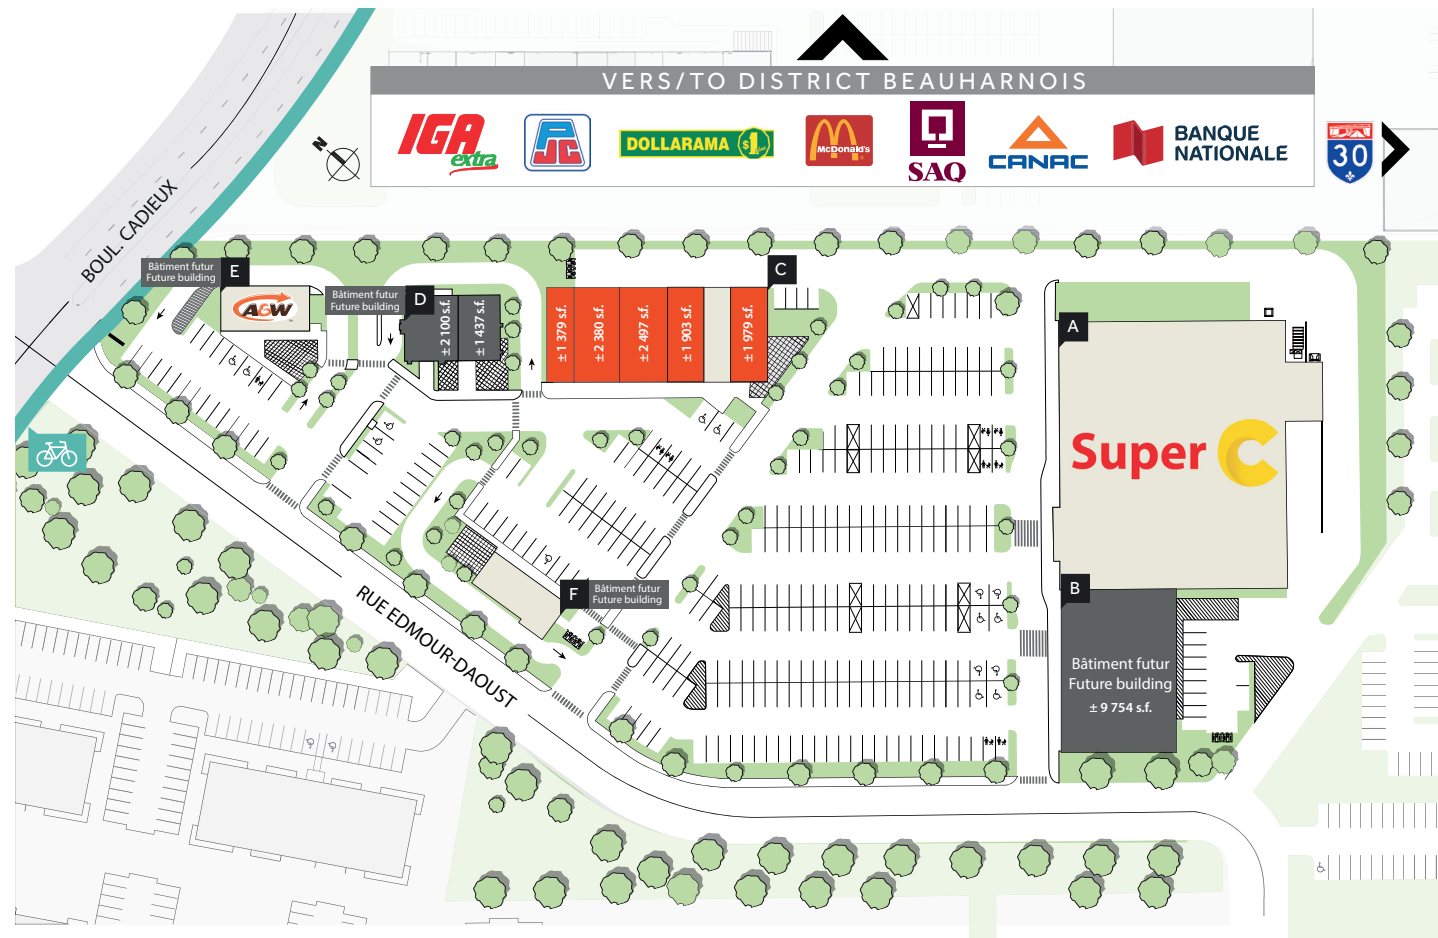 VERS/TO DISTRICT BEAUHARNOIS
IGA
extra
PJC
DOLLARAMA $1
McDonald's
SAQ
CANAC
BANQUE
NATIONALE
30
N
BOUL. CADIEUX
Bâtiment futur
Future building
E
A&W
Bâtiment futur
Future building
D
± 2 100 s.f.
± 1 437 s.f.
C
± 1 379 s.f.
± 2 380 s.f.
± 2 497 s.f.
± 1 903 s.f.
± 1 979 s.f.
A
Super C
B
Bâtiment futur
Future building
± 9 754 s.f.
F
Bâtiment futur
Future building
RUE EDMOUR-DAOUST